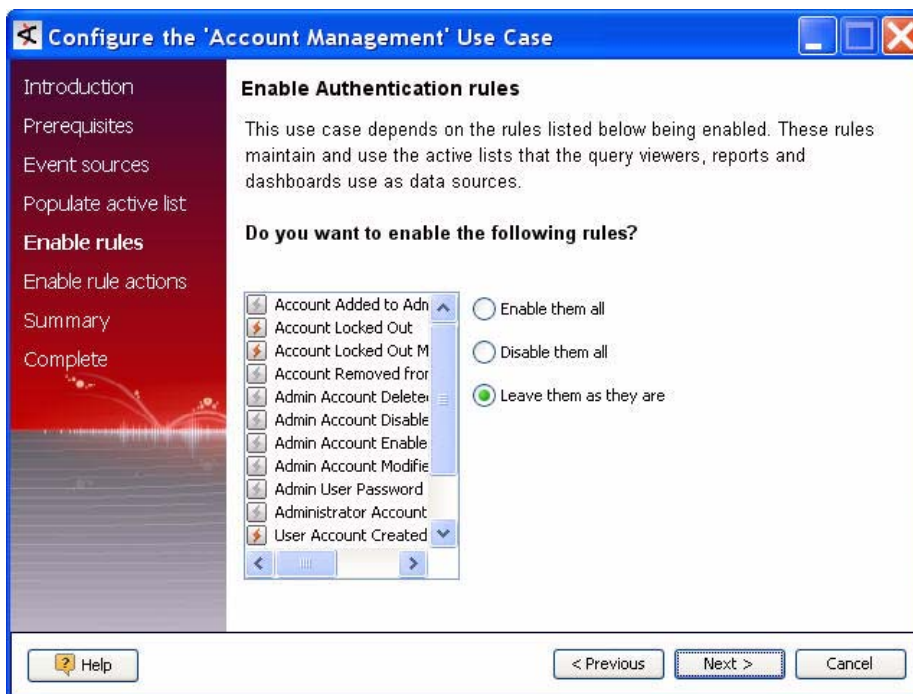 Configure the 'Account Management' Use Case
Introduction
Prerequisites
Event sources
Populate active list
Enable rules
Enable rule actions
Summary
Complete
Enable Authentication rules
This use case depends on the rules listed below being enabled. These rules
maintain and use the active lists that the query viewers, reports and
dashboards use as data sources.
Do you want to enable the following rules?
Account Added to Adn
Account Locked Out
Account Locked Out M
Account Removed fror
Admin Account Delete
Admin Account Disable
Admin Account Enable
Admin Account Modifie
Admin User Password
Administrator Account
User Account Created
Enable them all
Disable them all
Leave them as they are
Help
< Previous
Next >
Cancel